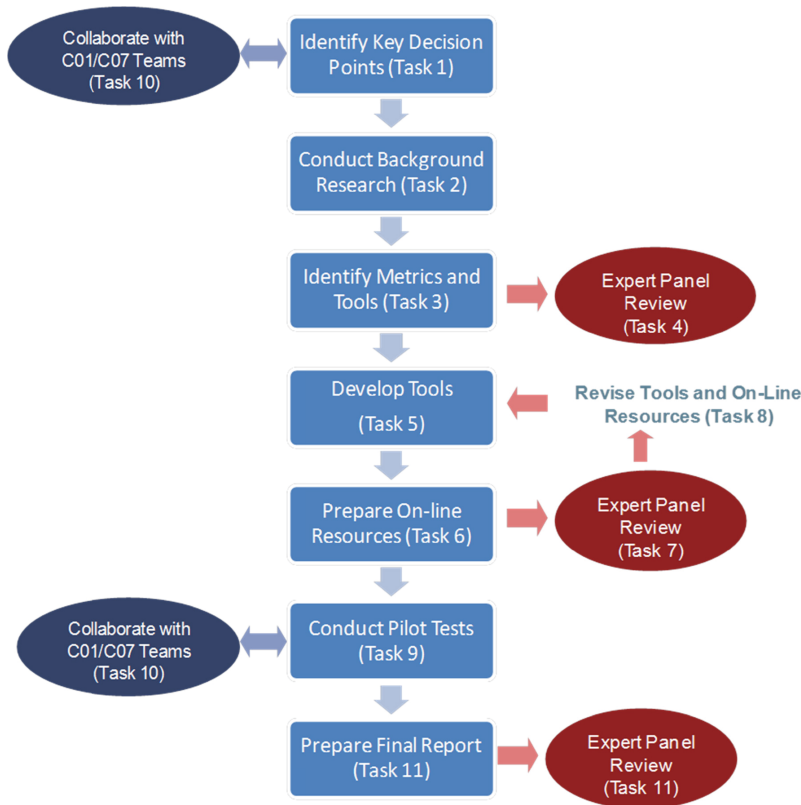 Collaborate with
C01/C07 Teams
(Task 10)
Identify Key Decision
Points (Task 1)
Conduct Background
Research (Task 2)
Identify Metrics and
Tools (Task 3)
Expert Panel
Review
(Task 4)
Develop Tools
(Task 5)
Revise Tools and On-Line
Resources (Task 8)
Prepare On-line
Resources (Task 6)
Expert Panel
Review
(Task 7)
Collaborate with
C01/C07 Teams
(Task 10)
Conduct Pilot Tests
(Task 9)
Prepare Final Report
(Task 11)
Expert Panel
Review
(Task 11)